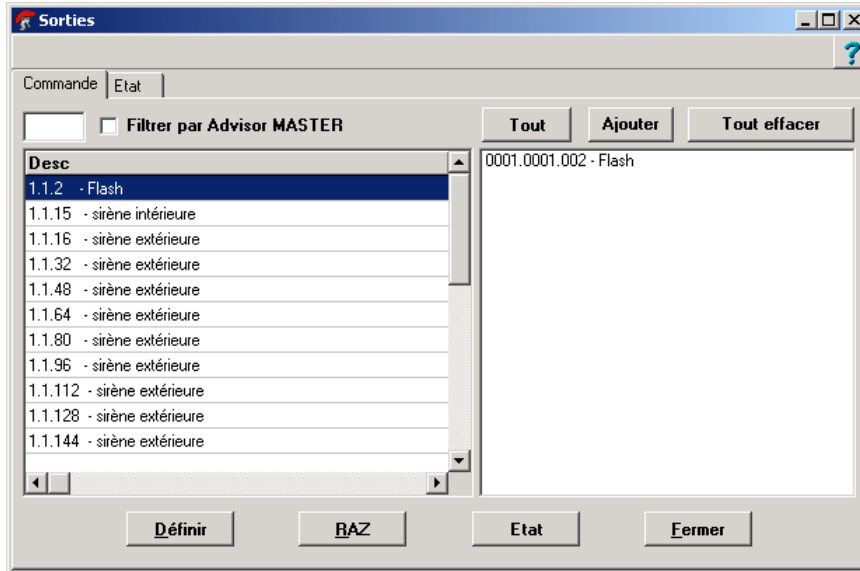 Sorties
?
Commande Etat
Filtrer par Advisor MASTER Tout Ajouter Tout effacer
Desc
1.1.2 - Flash
1.1.15 - sirène intérieure
1.1.16 - sirène extérieure
1.1.32 - sirène extérieure
1.1.48 - sirène extérieure
1.1.64 - sirène extérieure
1.1.80 - sirène extérieure
1.1.96 - sirène extérieure
1.1.112 - sirène extérieure
1.1.128 - sirène extérieure
1.1.144 - sirène extérieure
0001.0001.002 - Flash
Définir RAZ Etat Fermer